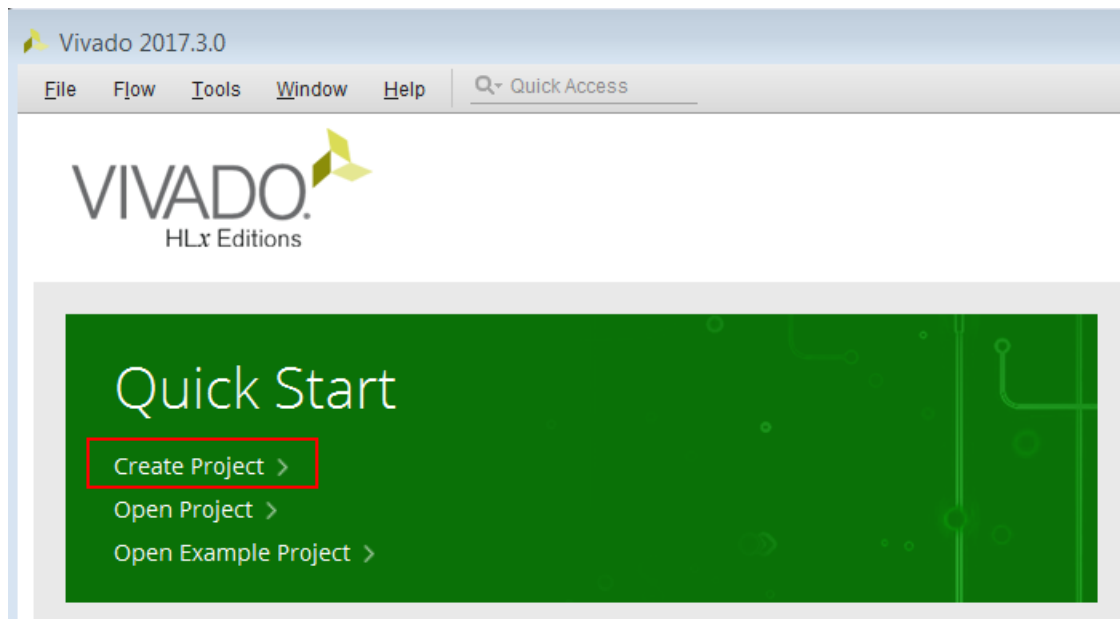 Vivado 2017.3.0
File Flow Tools Window Help Quick Access
VIVADO.
HLx Editions
Quick Start
Create Project >
Open Project >
Open Example Project >